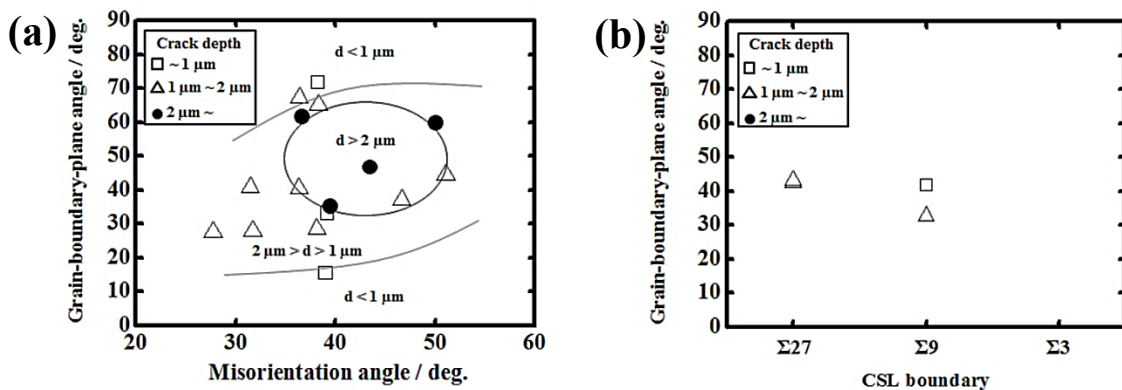 (a)
Grain-boundary-plane angle / deg.
90
80
70
60
50
40
30
20
10
0
Crack depth
~1 μm
1 μm ~ 2 μm
2 μm ~
d < 1 μm
d > 2 μm
2 μm > d > 1 μm
d < 1 μm
20 30 40 50 60
Misorientation angle / deg.
(b)
Grain-boundary-plane angle / deg.
90
80
70
60
50
40
30
20
10
0
Crack depth
~1 μm
1 μm ~ 2 μm
2 μm ~
Σ27 Σ9 Σ3
CSL boundary